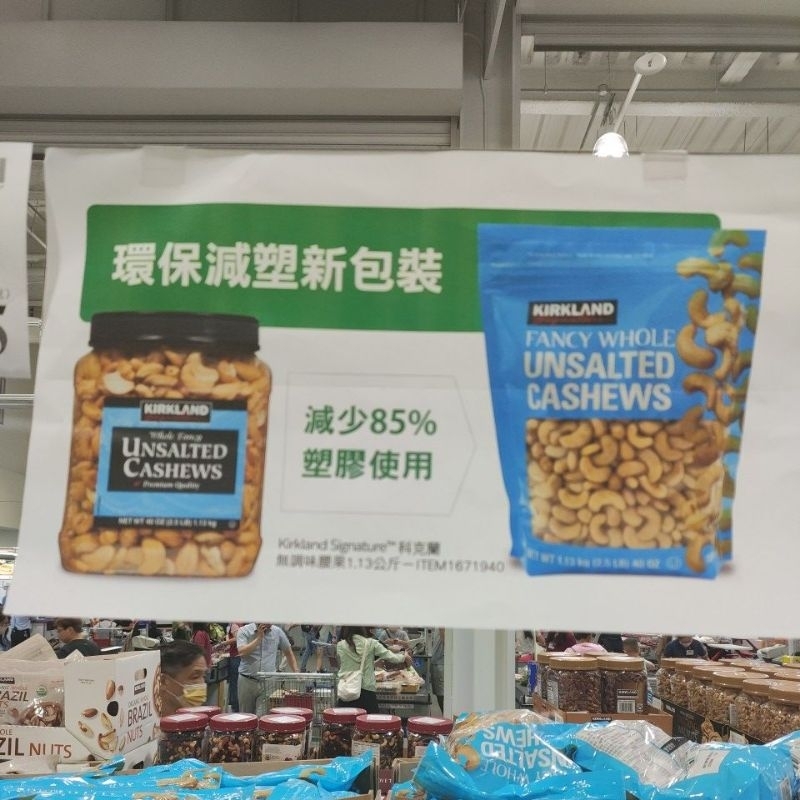 環保減塑新包裝
KIRKLAND
Whole Fancy
UNSALTED
CASHEWS
Premium Quality
NET WT 40 OZ (2.5 LB) 1.13 kg
減少85%
塑膠使用
KIRKLAND
FANCY WHOLE
UNSALTED
CASHEWS
NET WT 1.13 kg (2.5 LB) 40 OZ
Kirkland Signature™ 科克蘭
無調味腰果1.13公斤－ITEM1671940
BRAZIL
NUTS
ZIL NUTS
KIRKLAND
UNSALTED